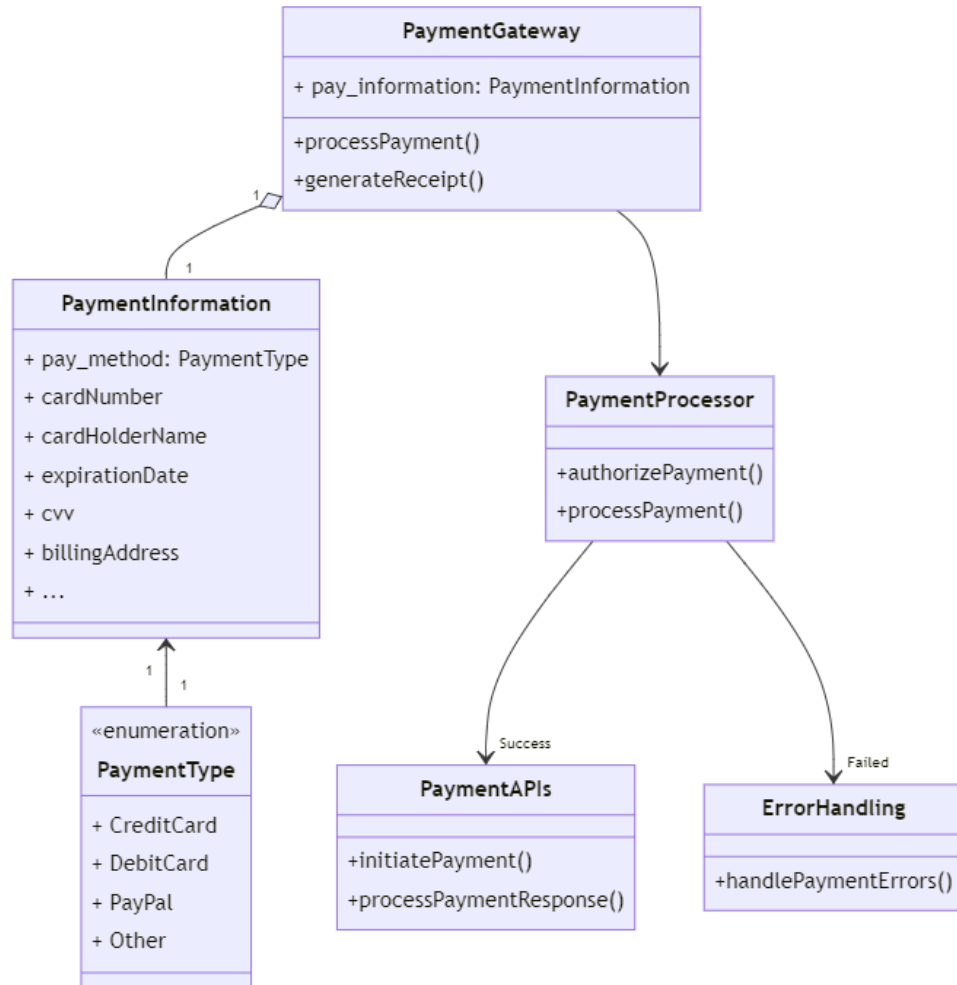 PaymentGateway
+ pay_information: PaymentInformation
+processPayment()
+generateReceipt()
1
1
PaymentInformation
+ pay_method: PaymentType
+ cardNumber
+ cardHolderName
+ expirationDate
+ cvv
+ billingAddress
+ ...
PaymentProcessor
+authorizePayment()
+processPayment()
1
1
«enumeration»
PaymentType
+ CreditCard
+ DebitCard
+ PayPal
+ Other
Success
PaymentAPIs
+initiatePayment()
+processPaymentResponse()
Failed
ErrorHandling
+handlePaymentErrors()